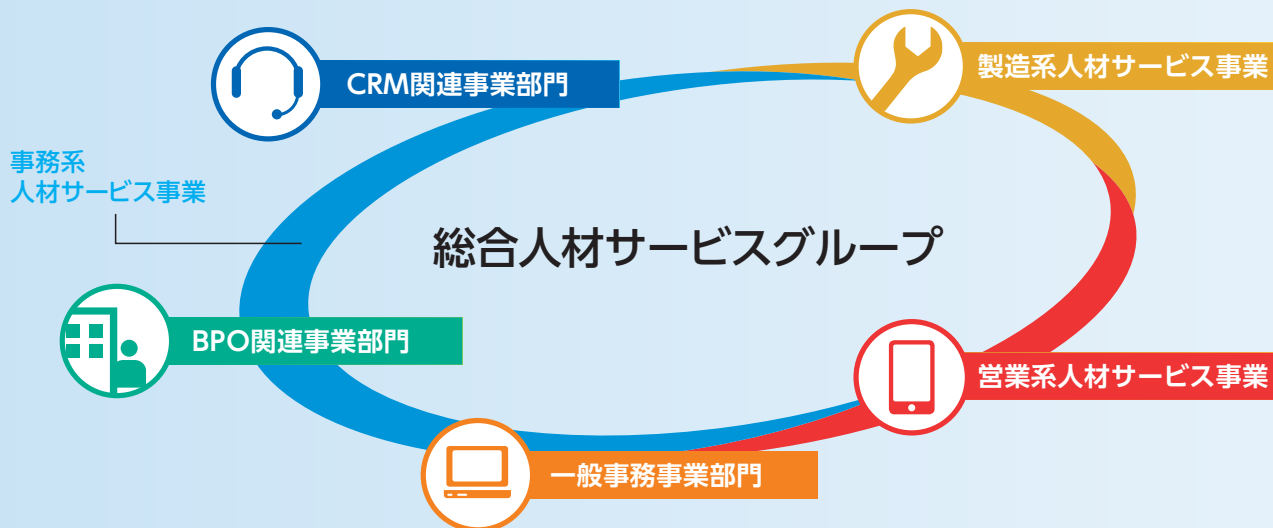 CRM関連事業部門
製造系人材サービス事業
事務系
人材サービス事業
総合人材サービスグループ
BPO関連事業部門
営業系人材サービス事業
一般事務事業部門